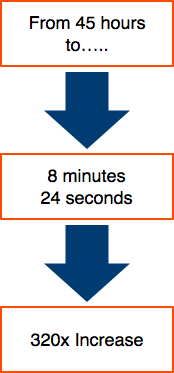 From 45 hours
to.....
8 minutes
24 seconds
320x Increase